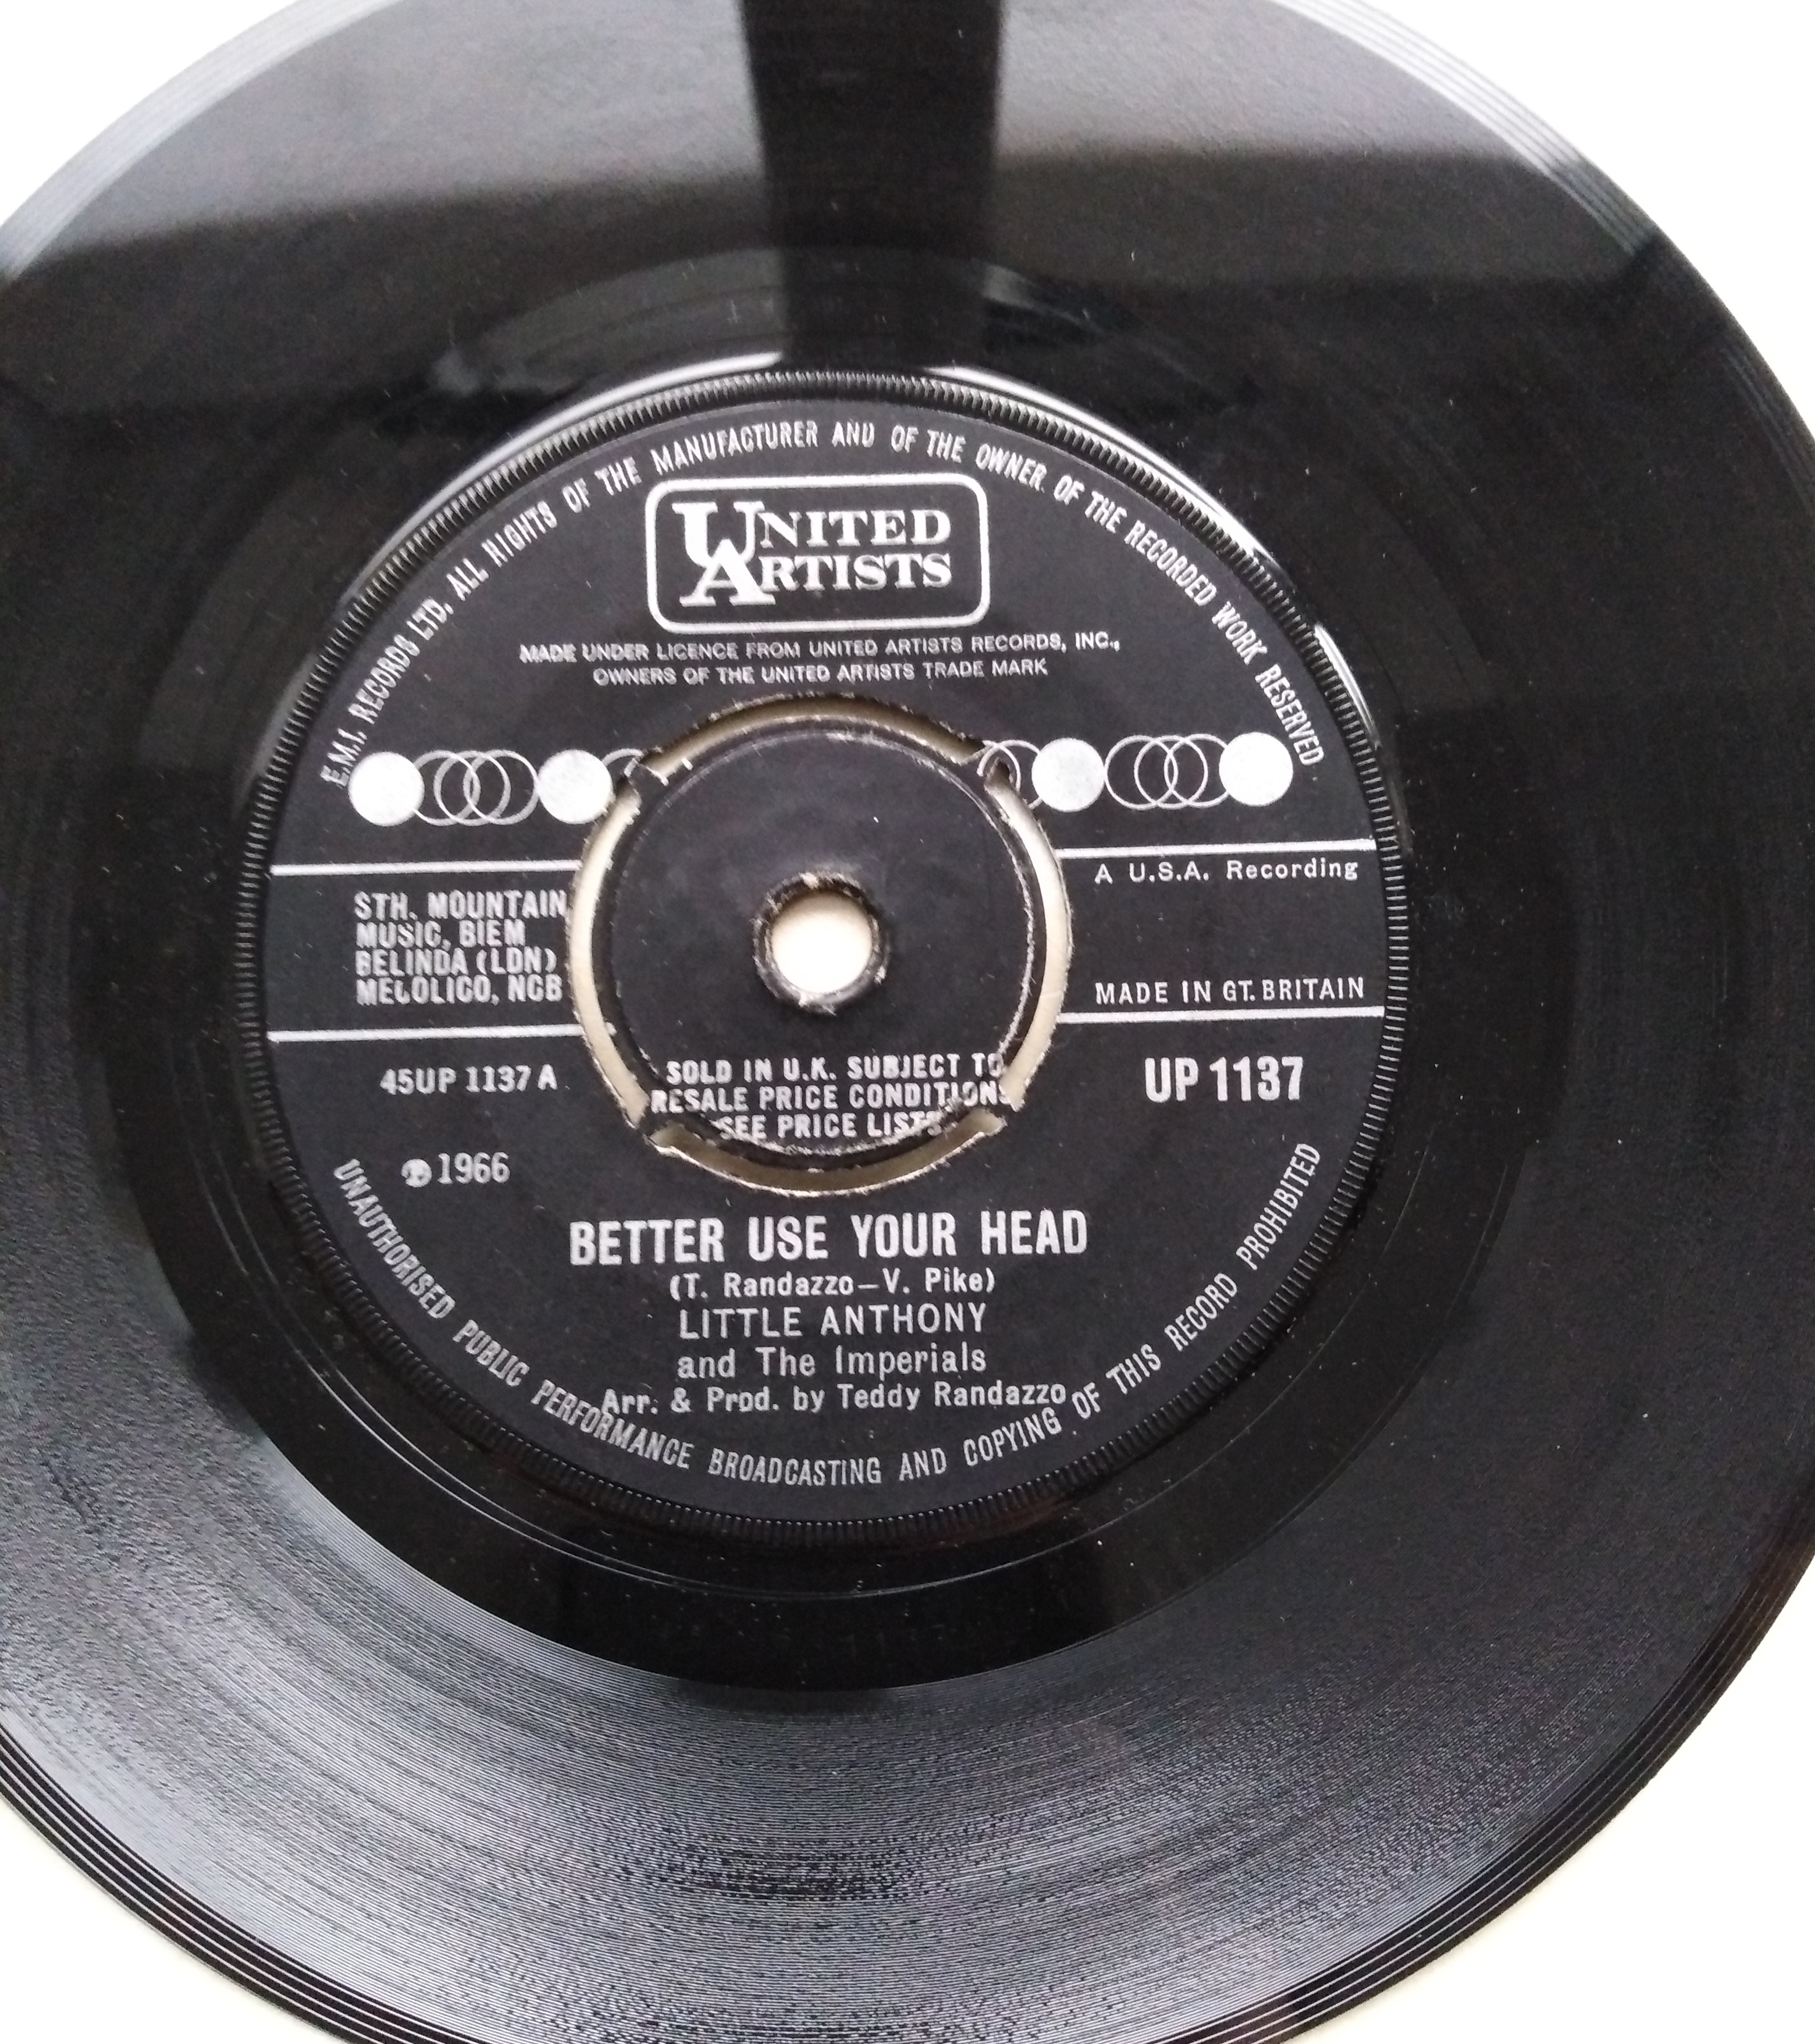 E.M.I. RECORDS LTD. ALL RIGHTS OF THE MANUFACTURER AND OF THE OWNER OF THE RECORDED WORK RESERVED
UNITED
ARTISTS
MADE UNDER LICENCE FROM UNITED ARTISTS RECORDS, INC.,
OWNERS OF THE UNITED ARTISTS TRADE MARK
A U.S.A. Recording
STH. MOUNTAIN
MUSIC, BIEM
BELINDA (LDN)
MELOLICO, NCB
MADE IN GT. BRITAIN
45UP 1137 A
SOLD IN U.K. SUBJECT TO
RESALE PRICE CONDITIONS
SEE PRICE LISTS
UP 1137
℗ 1966
BETTER USE YOUR HEAD
(T. Randazzo—V. Pike)
LITTLE ANTHONY
and The Imperials
Arr. & Prod. by Teddy Randazzo
UNAUTHORISED PUBLIC PERFORMANCE BROADCASTING AND COPYING OF THIS RECORD PROHIBITED